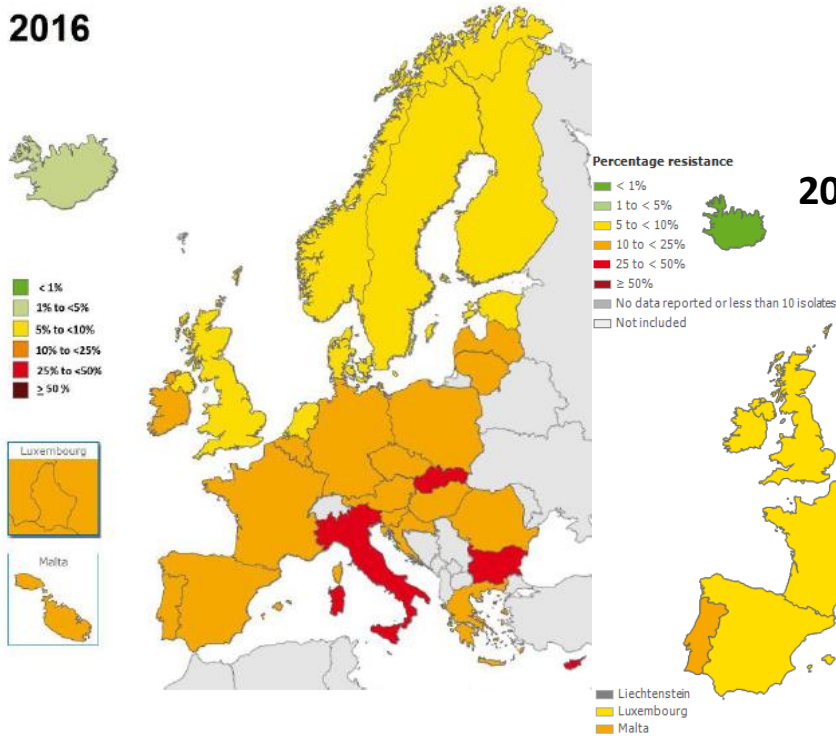 2016
< 1%
1% to <5%
5% to <10%
10% to <25%
25% to <50%
≥ 50 %
Luxembourg
Malta
Percentage resistance
20
< 1%
1 to < 5%
5 to < 10%
10 to < 25%
25 to < 50%
≥ 50%
No data reported or less than 10 isolates
Not included
Liechtenstein
Luxembourg
Malta